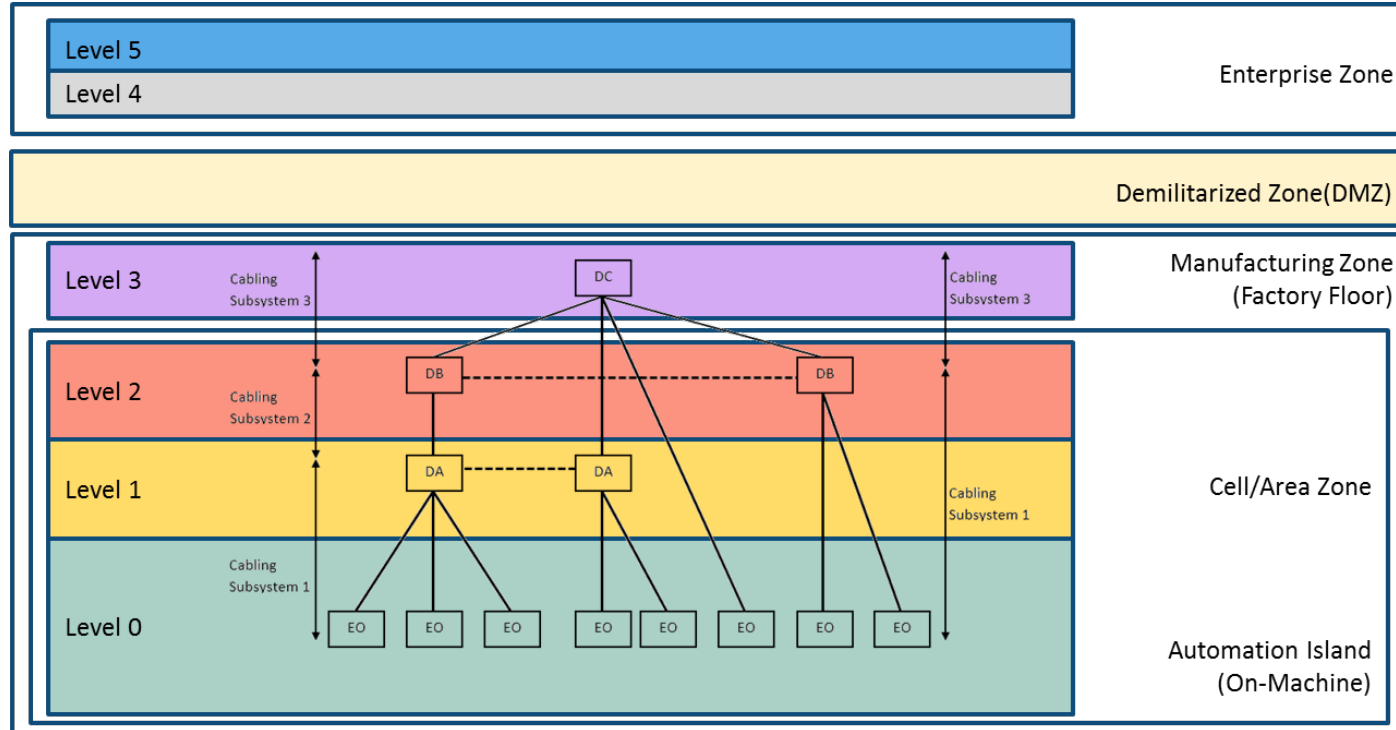 Level 5
Level 4
Enterprise Zone
Demilitarized Zone(DMZ)
Level 3
Cabling
Subsystem 3
DC
Cabling
Subsystem 3
Manufacturing Zone
(Factory Floor)
Level 2
Cabling
Subsystem 2
DB
DB
Level 1
DA
DA
Cabling
Subsystem 1
Cell/Area Zone
Level 0
Cabling
Subsystem 1
EO
EO
EO
EO
EO
EO
EO
EO
Automation Island
(On-Machine)